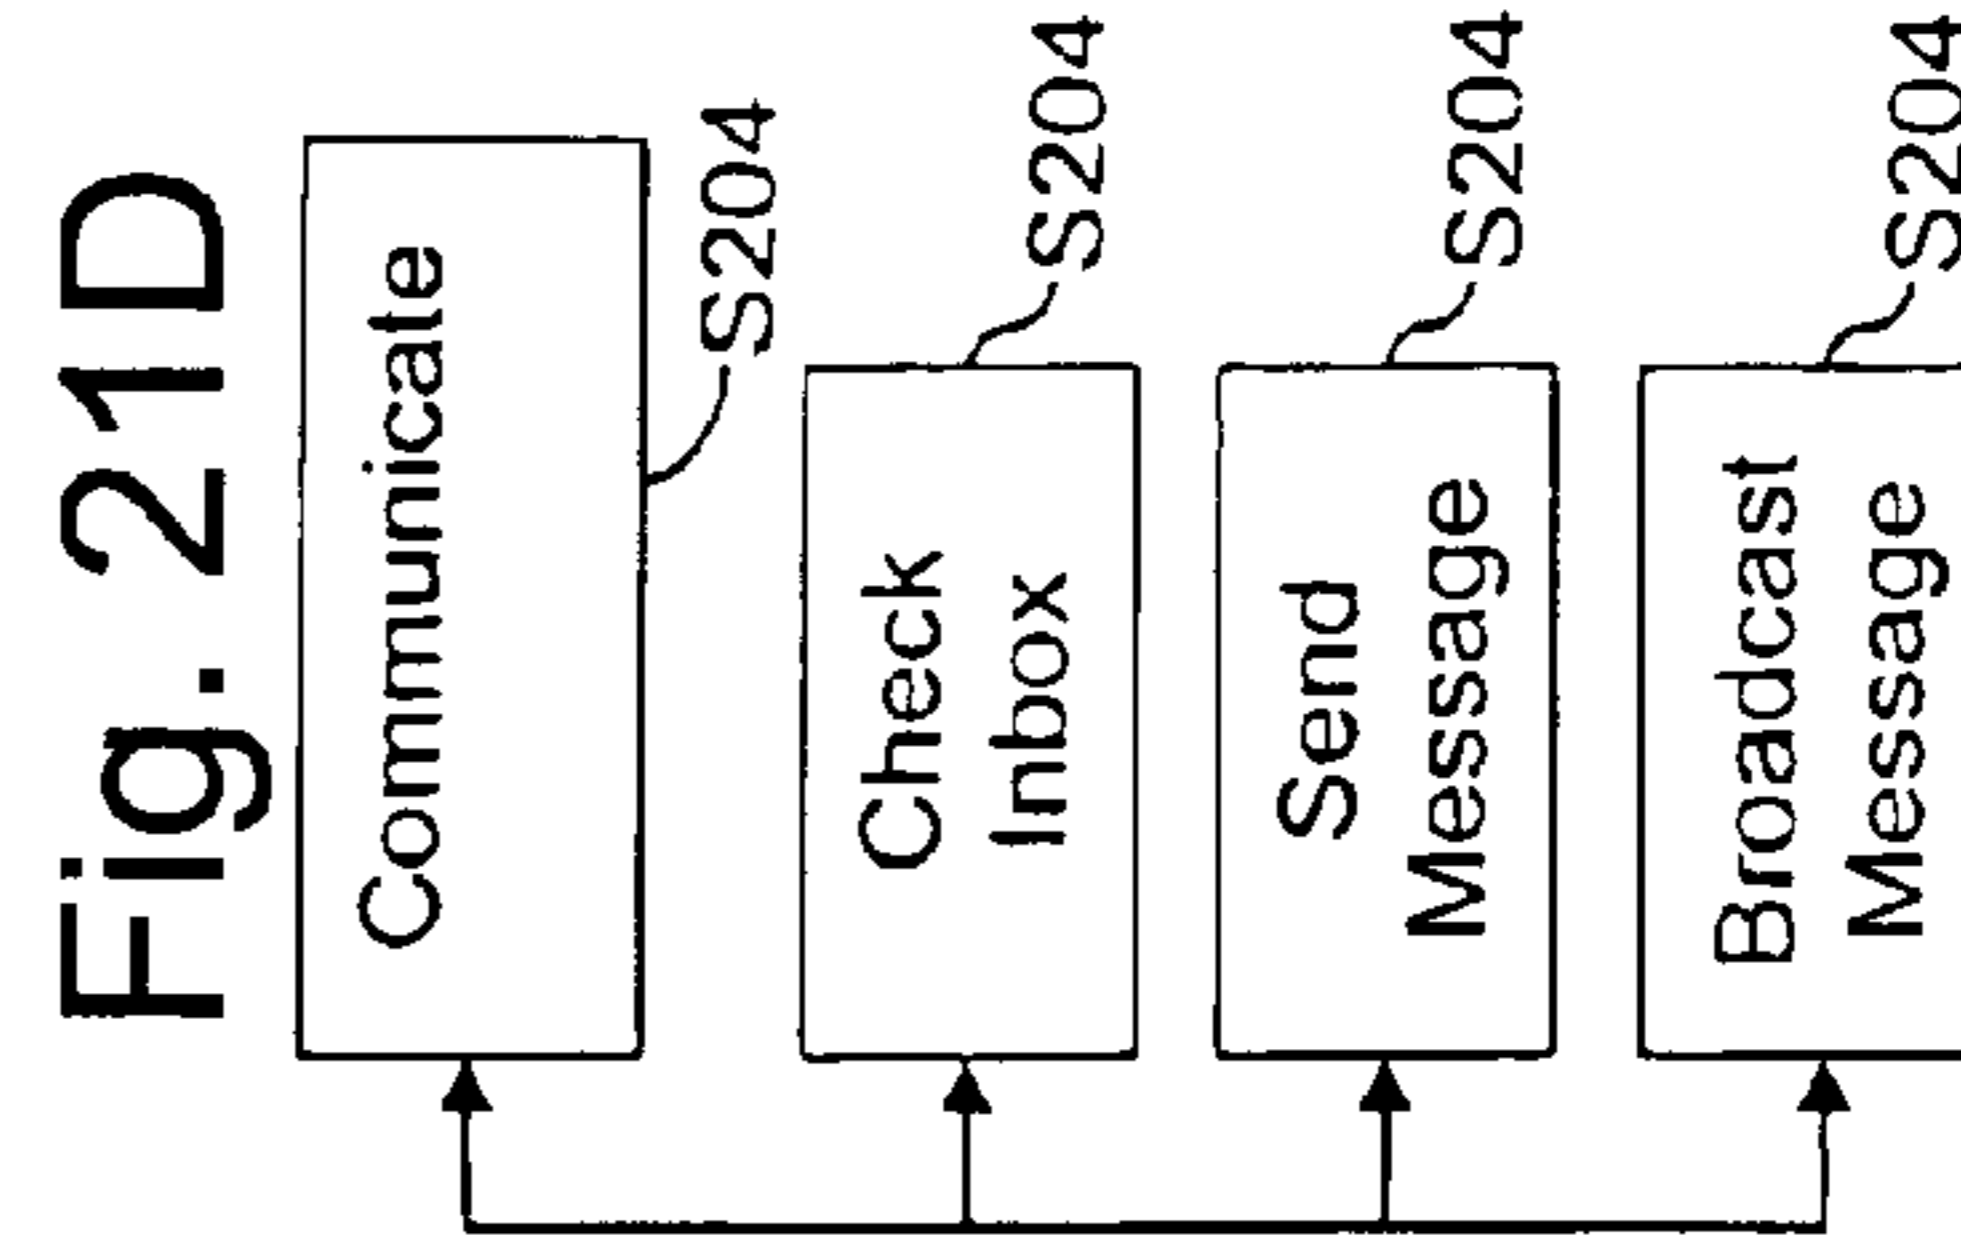 Fig. 21D
Communicate
S204
Check
Inbox
S204
Send
Message
S204
Broadcast
Message
S204